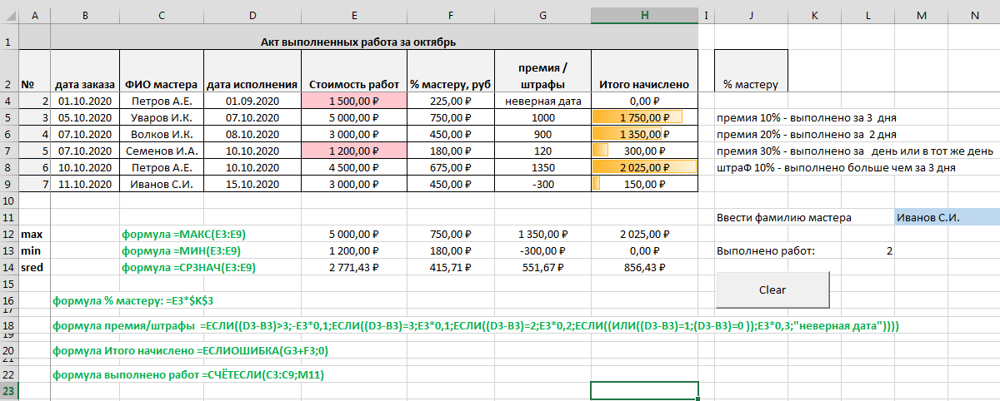 A B C D E F G H I J K L M N
1 Акт выполненных работа за октябрь
2 № дата заказа ФИО мастера дата исполнения Стоимость работ % мастеру, руб премия / штрафы Итого начислено % мастеру
4 2 01.10.2020 Петров А.Е. 01.09.2020 1 500,00 ₽ 225,00 ₽ неверная дата 0,00 ₽
5 3 05.10.2020 Уваров И.К. 07.10.2020 5 000,00 ₽ 750,00 ₽ 1000 1 750,00 ₽ премия 10% - выполнено за 3 дня
6 4 07.10.2020 Волков И.К. 08.10.2020 3 000,00 ₽ 450,00 ₽ 900 1 350,00 ₽ премия 20% - выполнено за 2 дня
7 5 07.10.2020 Семенов И.А. 10.10.2020 1 200,00 ₽ 180,00 ₽ 120 300,00 ₽ премия 30% - выполнено за день или в тот же день
8 6 10.10.2020 Петров А.Е. 10.10.2020 4 500,00 ₽ 675,00 ₽ 1350 2 025,00 ₽ штраФ 10% - выполнено больше чем за 3 дня
9 7 11.10.2020 Иванов С.И. 15.10.2020 3 000,00 ₽ 450,00 ₽ -300 150,00 ₽
10
11 Ввести фамилию мастера Иванов С.И.
12 max формула =МАКС(E3:E9) 5 000,00 ₽ 750,00 ₽ 1 350,00 ₽ 2 025,00 ₽
13 min формула =МИН(E3:E9) 1 200,00 ₽ 180,00 ₽ -300,00 ₽ 0,00 ₽ Выполнено работ: 2
14 sred формула =СРЗНАЧ(E3:E9) 2 771,43 ₽ 415,71 ₽ 551,67 ₽ 856,43 ₽
15 Clear
16 формула % мастеру: =E3*$K$3
17
18 формула премия/штрафы =ЕСЛИ((D3-B3)>3;-E3*0,1;ЕСЛИ((D3-B3)=3;E3*0,1;ЕСЛИ((D3-B3)=2;E3*0,2;ЕСЛИ((ИЛИ((D3-B3)=1;(D3-B3)=0 ));E3*0,3;"неверная дата"))))
19
20 формула Итого начислено =ЕСЛИОШИБКА(G3+F3;0)
21
22 формула выполнено работ =СЧЁТЕСЛИ(C3:C9;M11)
23